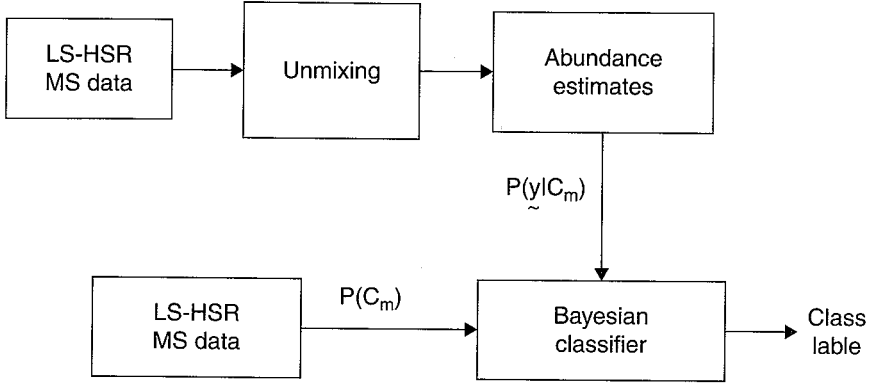 LS-HSR
MS data
Unmixing
Abundance
estimates
P(y|C_m)
~
LS-HSR
MS data
P(C_m)
Bayesian
classifier
Class
lable